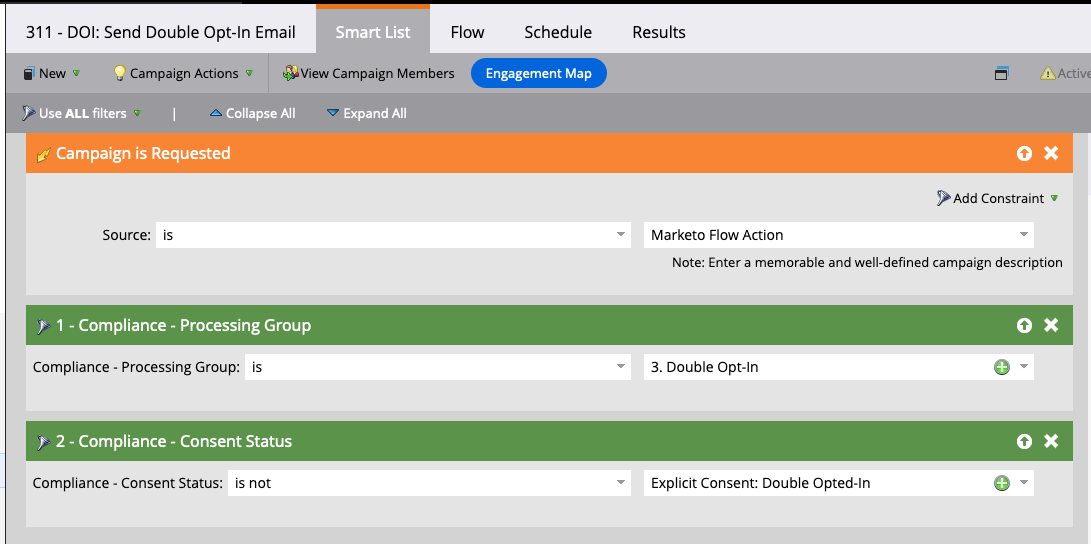 311 - DOI: Send Double Opt-In Email Smart List Flow Schedule Results
New Campaign Actions View Campaign Members Engagement Map Active
Use ALL filters | Collapse All Expand All
Campaign is Requested
Add Constraint
Source: is Marketo Flow Action
Note: Enter a memorable and well-defined campaign description
1 - Compliance - Processing Group
Compliance - Processing Group: is 3. Double Opt-In
2 - Compliance - Consent Status
Compliance - Consent Status: is not Explicit Consent: Double Opted-In